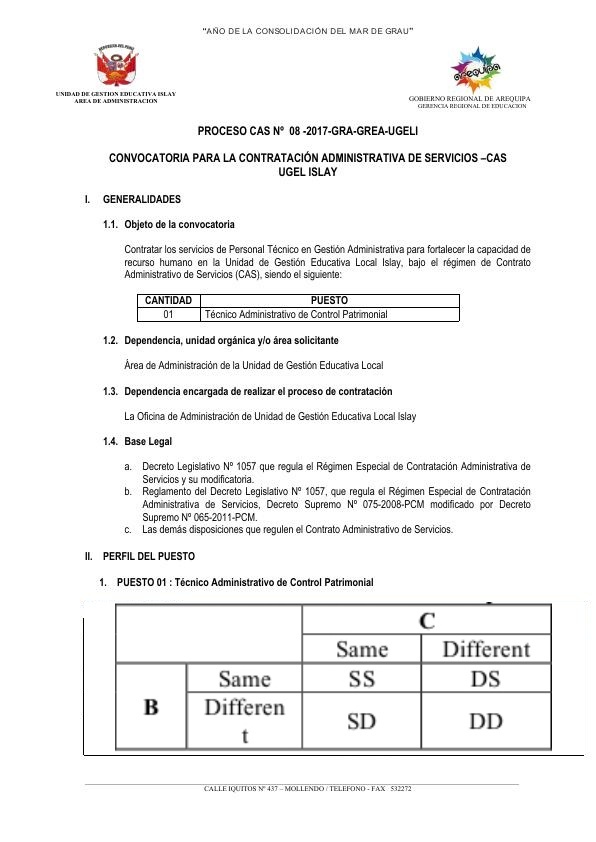 “AÑO DE LA CONSOLIDACIÓN DEL MAR DE GRAU”
UNIDAD DE GESTION EDUCATIVA ISLAY
AREA DE ADMINISTRACION
arequipa
GOBIERNO REGIONAL DE AREQUIPA
GERENCIA REGIONAL DE EDUCACION
PROCESO CAS Nº 08 -2017-GRA-GREA-UGELI
CONVOCATORIA PARA LA CONTRATACIÓN ADMINISTRATIVA DE SERVICIOS –CAS
UGEL ISLAY
I. GENERALIDADES
1.1. Objeto de la convocatoria
Contratar los servicios de Personal Técnico en Gestión Administrativa para fortalecer la capacidad de
recurso humano en la Unidad de Gestión Educativa Local Islay, bajo el régimen de Contrato
Administrativo de Servicios (CAS), siendo el siguiente:
CANTIDAD PUESTO
01 Técnico Administrativo de Control Patrimonial
1.2. Dependencia, unidad orgánica y/o área solicitante
Área de Administración de la Unidad de Gestión Educativa Local
1.3. Dependencia encargada de realizar el proceso de contratación
La Oficina de Administración de Unidad de Gestión Educativa Local Islay
1.4. Base Legal
a. Decreto Legislativo Nº 1057 que regula el Régimen Especial de Contratación Administrativa de
Servicios y su modificatoria.
b. Reglamento del Decreto Legislativo Nº 1057, que regula el Régimen Especial de Contratación
Administrativa de Servicios, Decreto Supremo Nº 075-2008-PCM modificado por Decreto
Supremo Nº 065-2011-PCM.
c. Las demás disposiciones que regulen el Contrato Administrativo de Servicios.
II. PERFIL DEL PUESTO
1. PUESTO 01 : Técnico Administrativo de Control Patrimonial
C
Same Different
B Same SS DS
Differen
t SD DD
CALLE IQUITOS Nº 437 – MOLLENDO / TELEFONO - FAX 532272